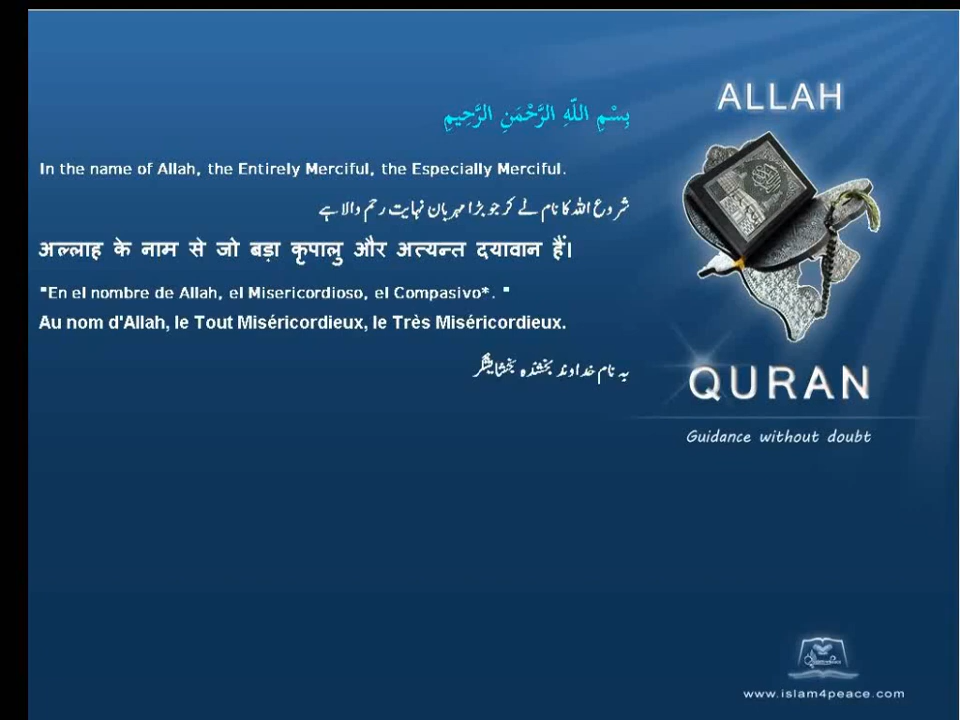 بِسْمِ اللّهِ الرَّحْمَنِ الرَّحِيمِ
In the name of Allah, the Entirely Merciful, the Especially Merciful.
شروع اللہ کا نام لے کر جو بڑا مہربان نہایت رحم والا ہے
अल्लाह के नाम से जो बड़ा कृपालु और अत्यन्त दयावान हैं।
"En el nombre de Allah, el Misericordioso, el Compasivo*. "
Au nom d'Allah, le Tout Miséricordieux, le Très Miséricordieux.
به نام خداوند بخشنده بخشایشگر
ALLAH
QURAN
Guidance without doubt
www.islam4peace.com